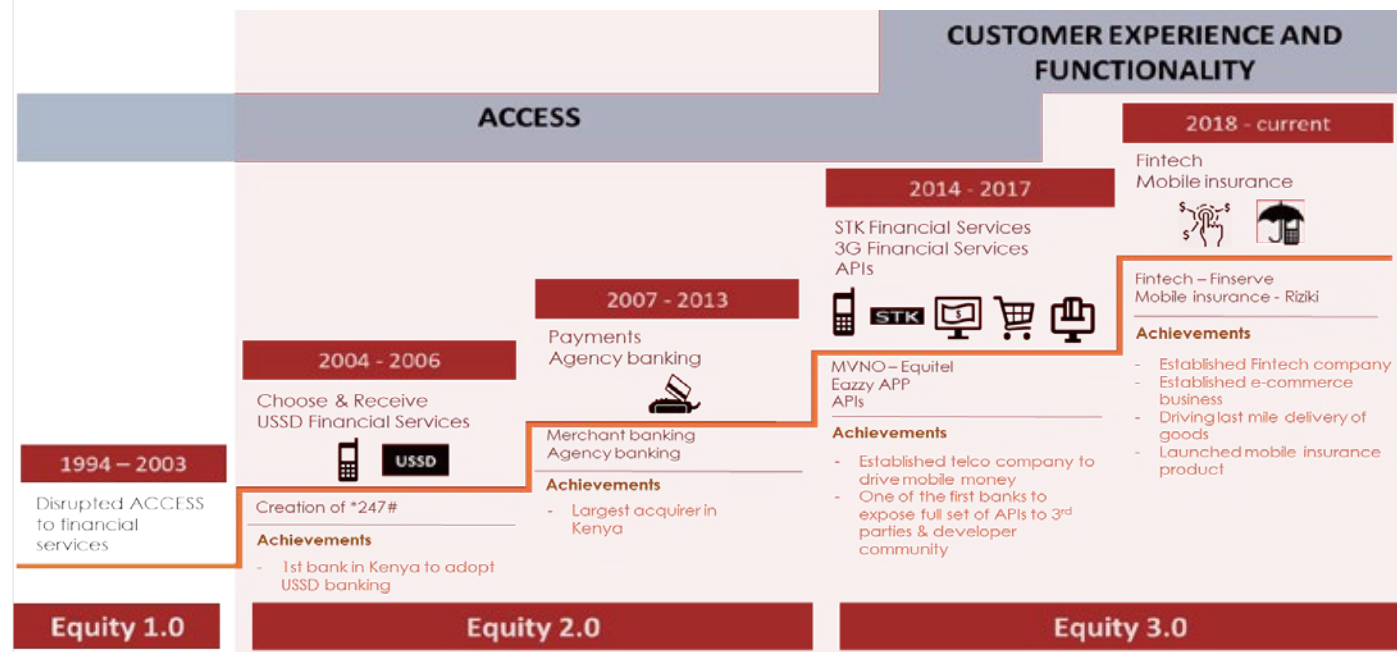 CUSTOMER EXPERIENCE AND
FUNCTIONALITY
ACCESS
1994 – 2003
Disrupted ACCESS
to financial
services
2004 - 2006
Choose & Receive
USSD Financial Services
USSD
Creation of *247#
Achievements
- 1st bank in Kenya to adopt
USSD banking
2007 - 2013
Payments
Agency banking
Merchant banking
Agency banking
Achievements
- Largest acquirer in
Kenya
2014 - 2017
STK Financial Services
3G Financial Services
APIs
STK
$
MVNO – Equitel
Eazzy APP
APIs
Achievements
- Established telco company to
drive mobile money
- One of the first banks to
expose full set of APIs to 3rd
parties & developer
community
2018 - current
Fintech
Mobile insurance
$ $
$
Fintech – Finserve
Mobile insurance - Riziki
Achievements
- Established Fintech company
- Established e-commerce
business
- Driving last mile delivery of
goods
- Launched mobile insurance
product
Equity 1.0
Equity 2.0
Equity 3.0